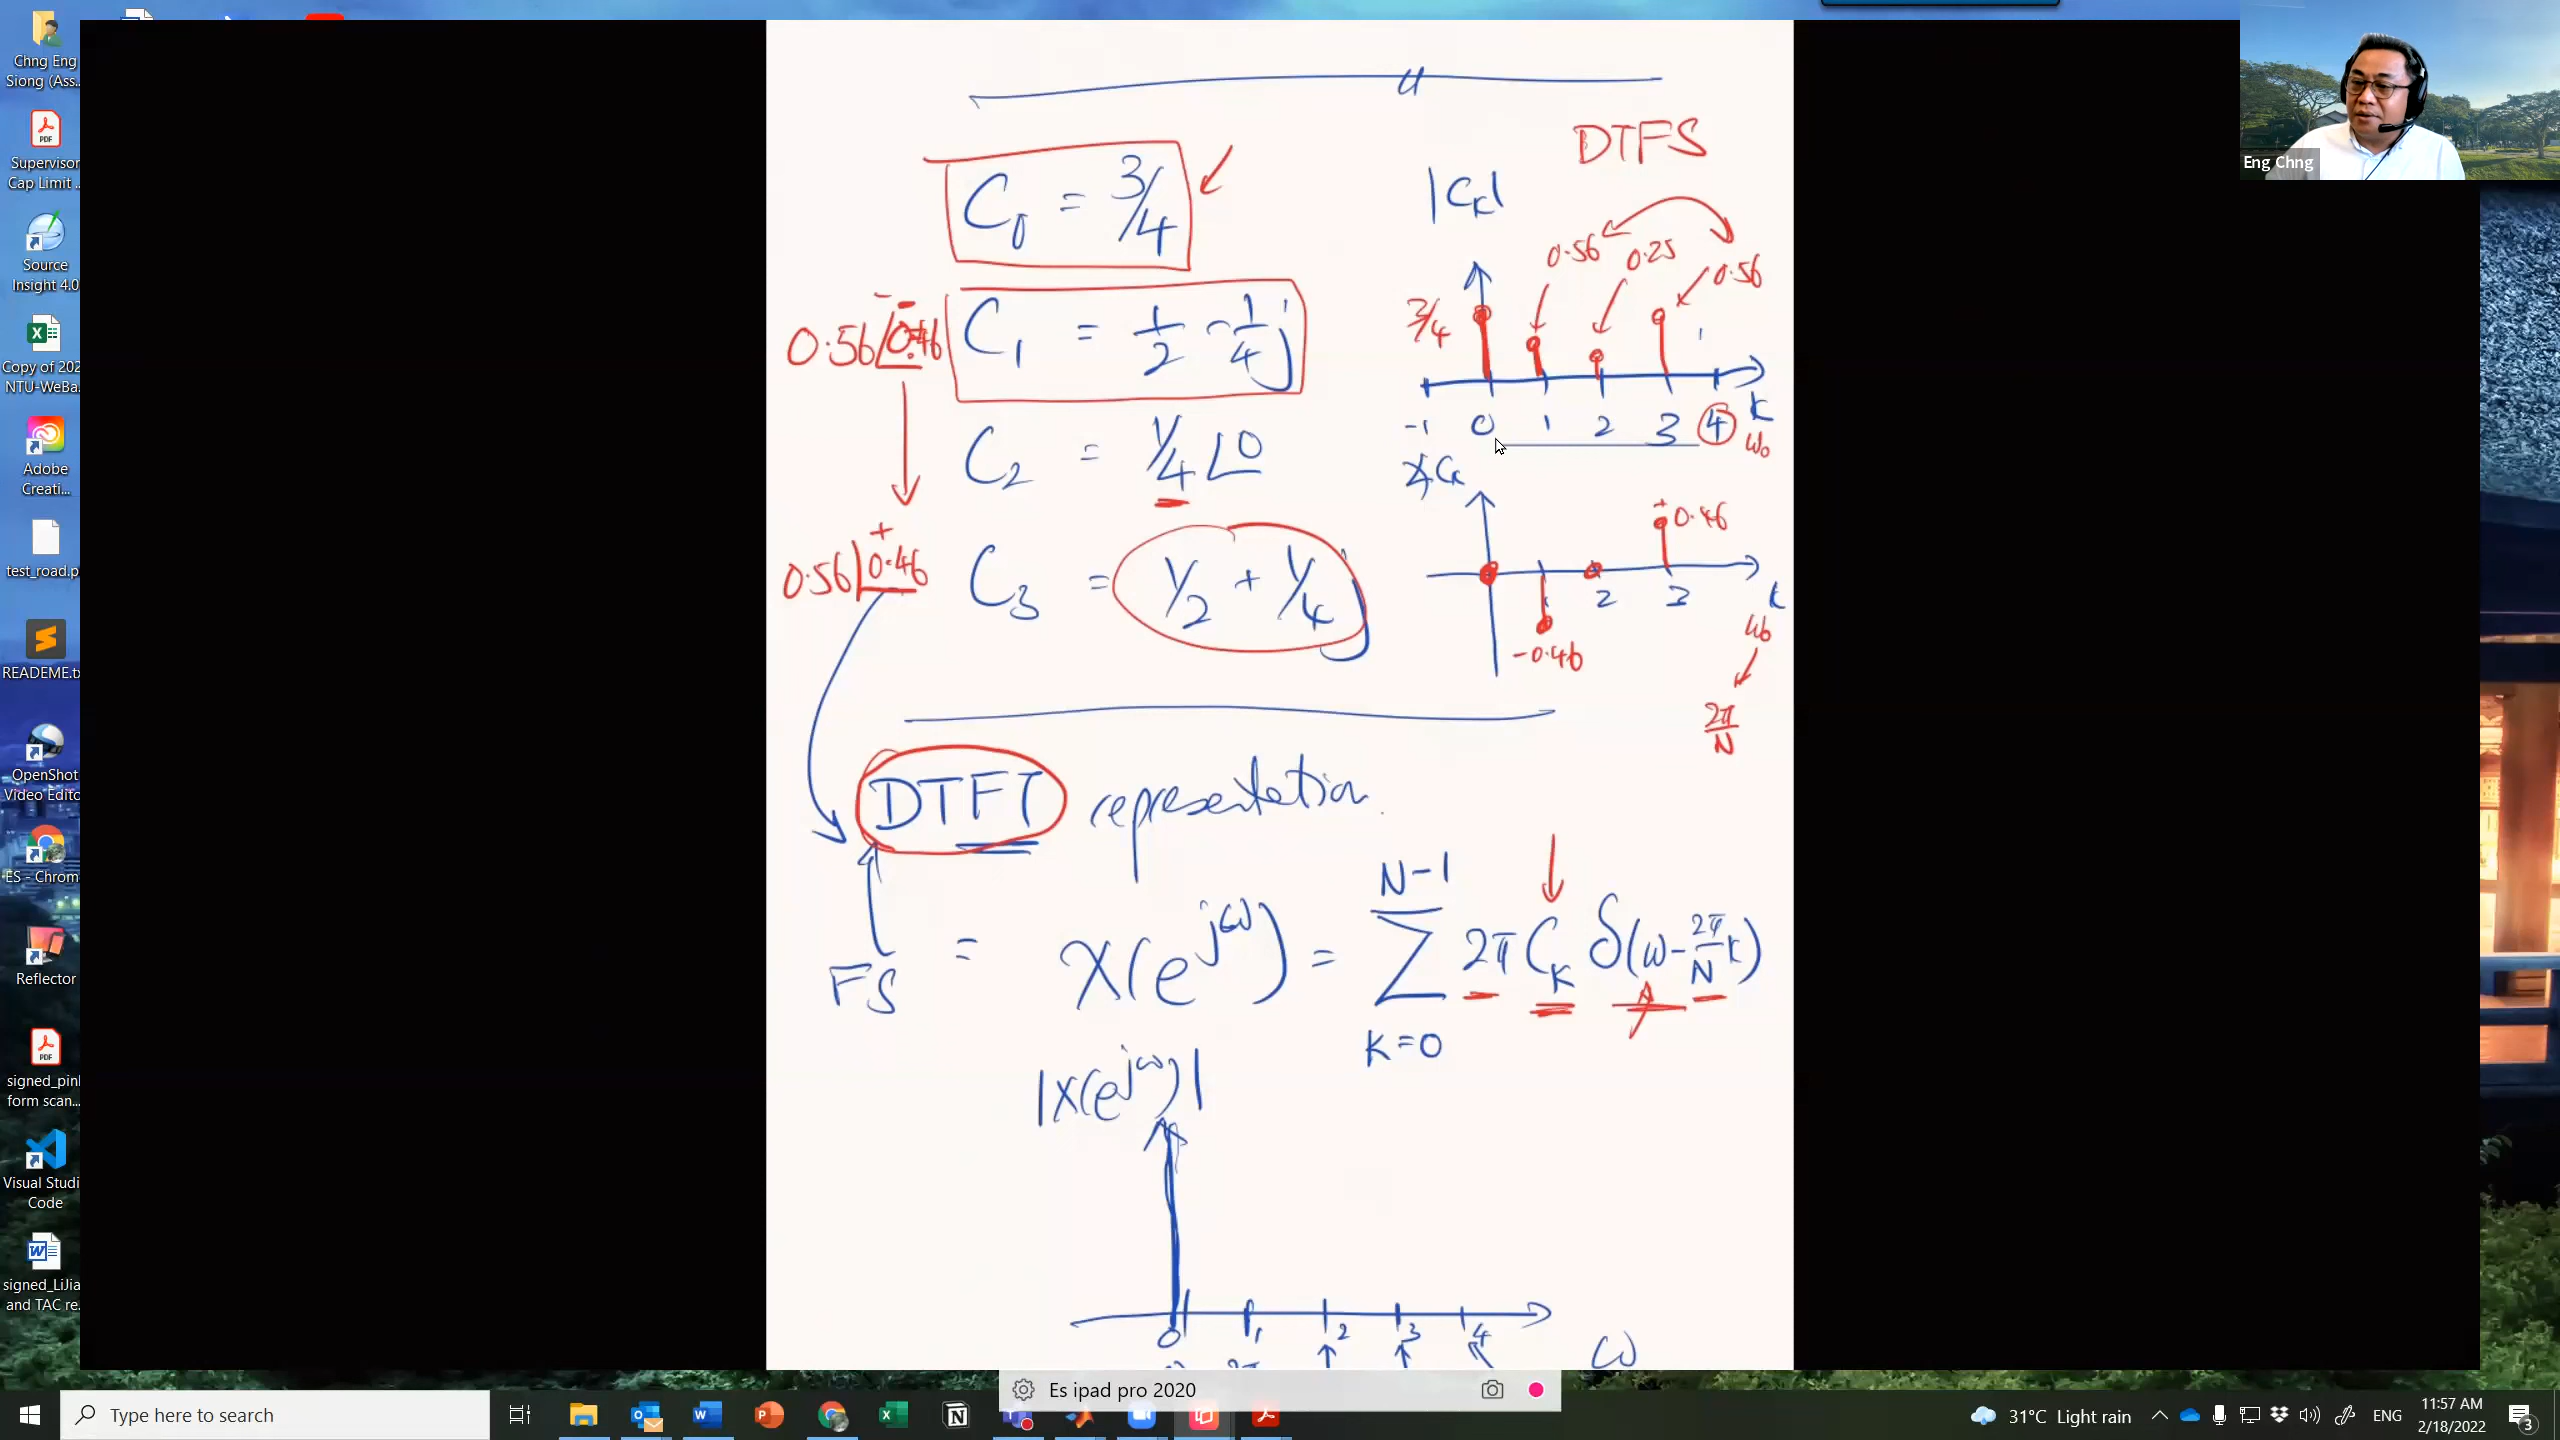 Chng Eng
Siong (Ass...
Supervisor
Cap Limit ...
Source
Insight 4.0
Copy of 202
NTU-WeBa...
Adobe
Creati...
test_road.p
READEME.tx
OpenShot
Video Edito
ES - Chrom
Reflector
signed_pink
form scan...
Visual Studi
Code
signed_LiJia
and TAC re...
DTFS
C0 = 3/4
|CK|
0.56 0.25 0.56
3/4
-1 0 1 2 3 4 K
ω0
0.56∠-0.46 C1 = 1/2 - 1/4 j
C2 = 1/4 ∠0
∡CK
+0.46
2 3 K
ω0
-0.46
2π/N
+
0.56∠0.46 C3 = 1/2 + 1/4 j
DTFT representation.
FS = X(e^jω) = N-1 Σ K=0 2π CK δ(ω - 2π/N K)
|X(e^jω)|
0 1 2 3 4
ω
Eng Chng
Es ipad pro 2020
Type here to search
31°C Light rain
ENG
11:57 AM
2/18/2022
3